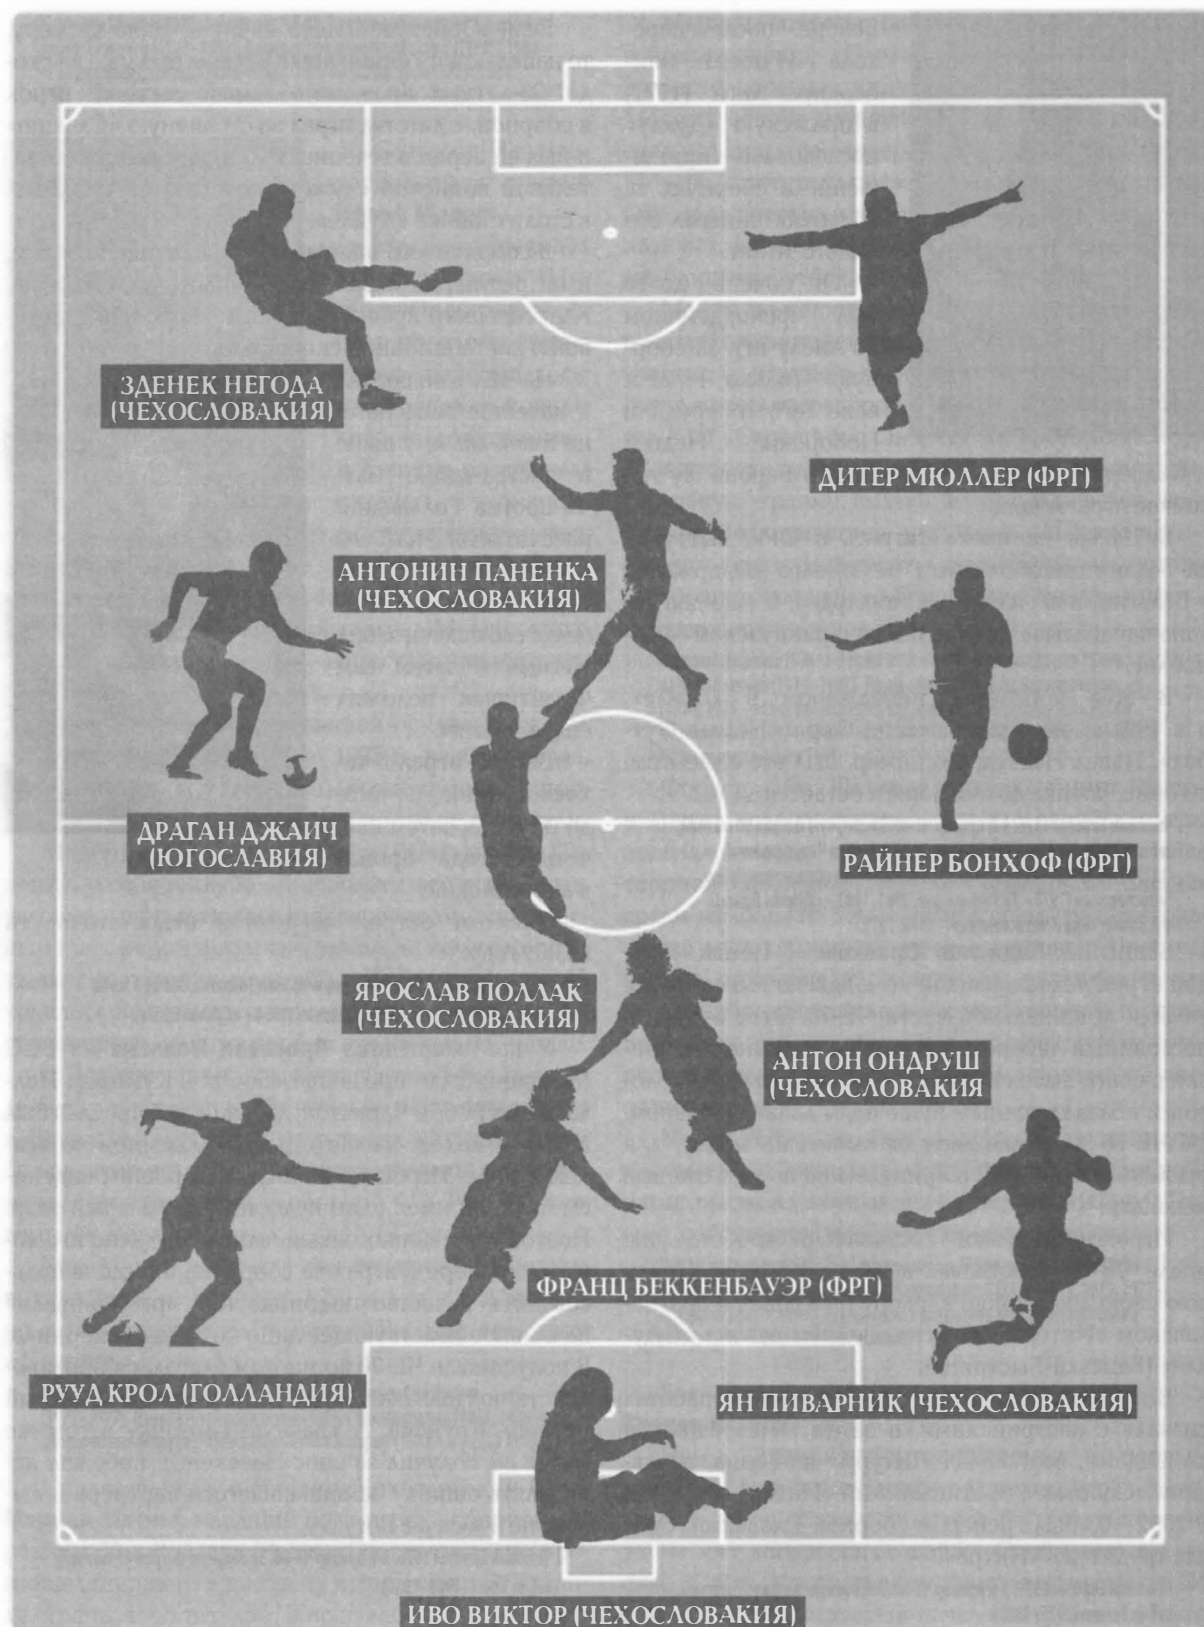 ЗДЕНЕК НЕГОДА
(ЧЕХОСЛОВАКИЯ)
ДИТЕР МЮЛЛЕР (ФРГ)
АНТОНИН ПАНЕНКА
(ЧЕХОСЛОВАКИЯ)
ДРАГАН ДЖАИЧ
(ЮГОСЛАВИЯ)
РАЙНЕР БОНХОФ (ФРГ)
ЯРОСЛАВ ПОЛЛАК
(ЧЕХОСЛОВАКИЯ)
АНТОН ОНДРУШ
(ЧЕХОСЛОВАКИЯ
ФРАНЦ БЕККЕНБАУЭР (ФРГ)
РУУД КРОЛ (ГОЛЛАНДИЯ)
ЯН ПИВАРНИК (ЧЕХОСЛОВАКИЯ)
ИВО ВИКТОР (ЧЕХОСЛОВАКИЯ)